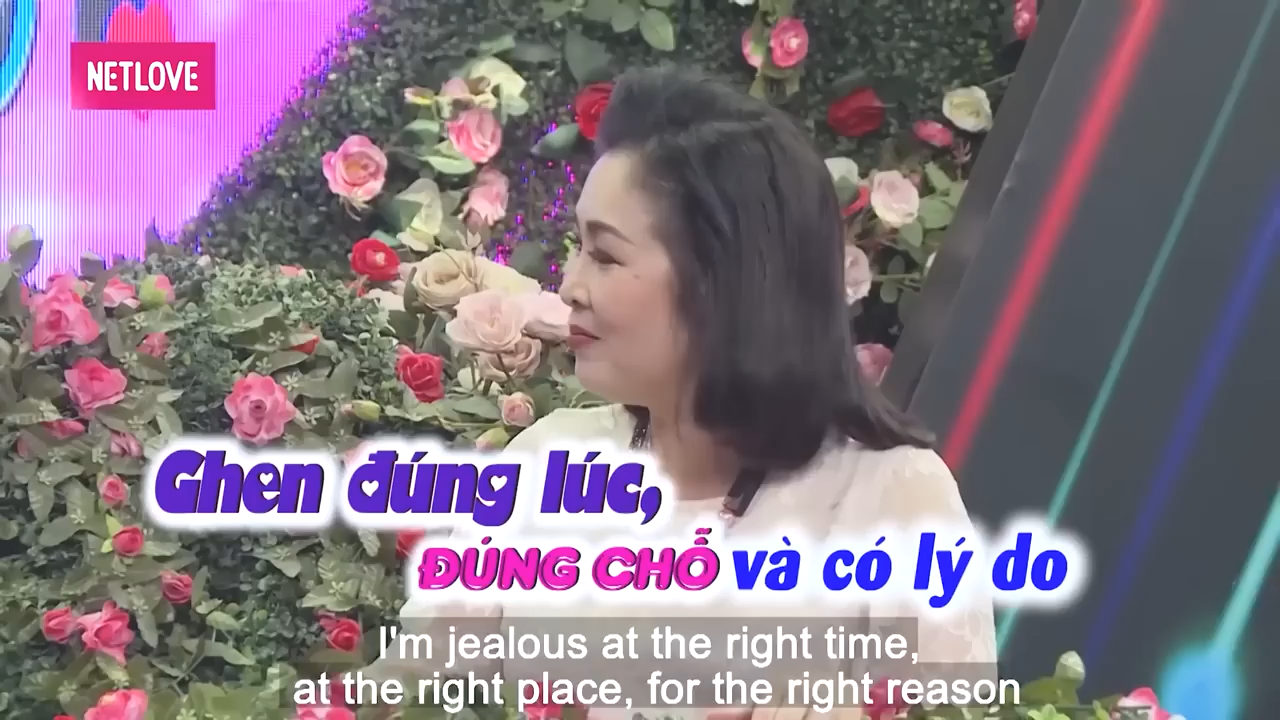 NETLOVE
Ghen đúng lúc,
ĐÚNG CHỖ và có lý do
I'm jealous at the right time,
at the right place, for the right reason